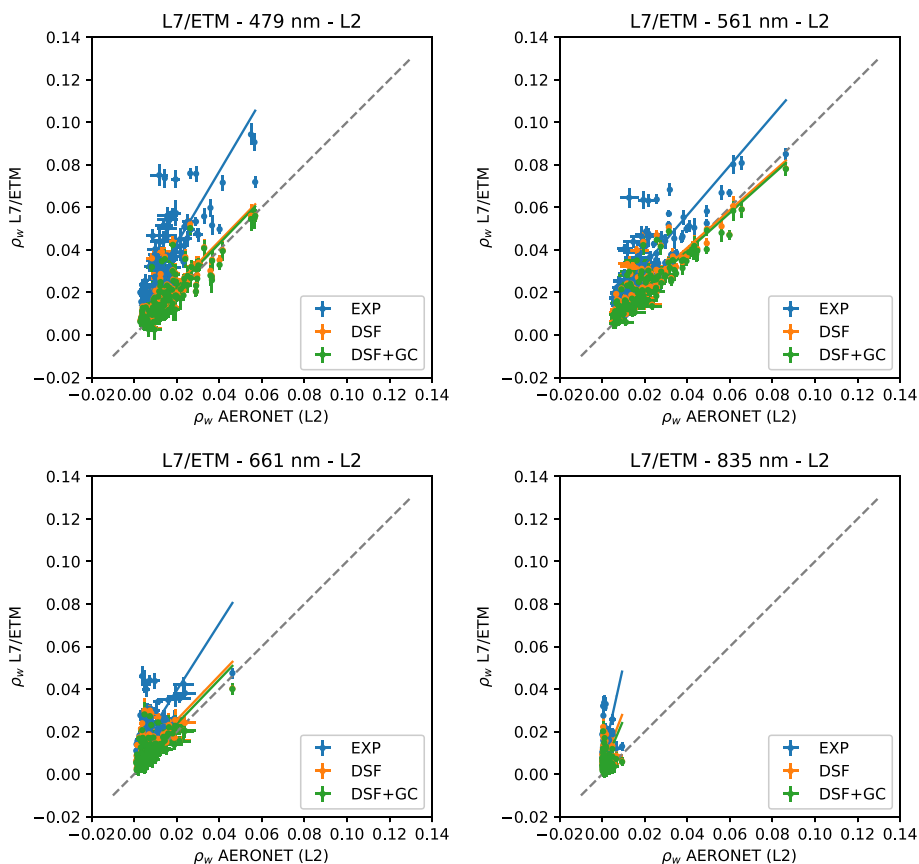 L7/ETM - 479 nm - L2
0.14
0.12
0.10
0.08
0.06
0.04
0.02
0.00
−0.02
ρw L7/ETM
EXP
DSF
DSF+GC
−0.02 0.00 0.02 0.04 0.06 0.08 0.10 0.12 0.14
ρw AERONET (L2)
L7/ETM - 561 nm - L2
0.14
0.12
0.10
0.08
0.06
0.04
0.02
0.00
−0.02
ρw L7/ETM
EXP
DSF
DSF+GC
−0.02 0.00 0.02 0.04 0.06 0.08 0.10 0.12 0.14
ρw AERONET (L2)
L7/ETM - 661 nm - L2
0.14
0.12
0.10
0.08
0.06
0.04
0.02
0.00
−0.02
ρw L7/ETM
EXP
DSF
DSF+GC
−0.02 0.00 0.02 0.04 0.06 0.08 0.10 0.12 0.14
ρw AERONET (L2)
L7/ETM - 835 nm - L2
0.14
0.12
0.10
0.08
0.06
0.04
0.02
0.00
−0.02
ρw L7/ETM
EXP
DSF
DSF+GC
−0.02 0.00 0.02 0.04 0.06 0.08 0.10 0.12 0.14
ρw AERONET (L2)